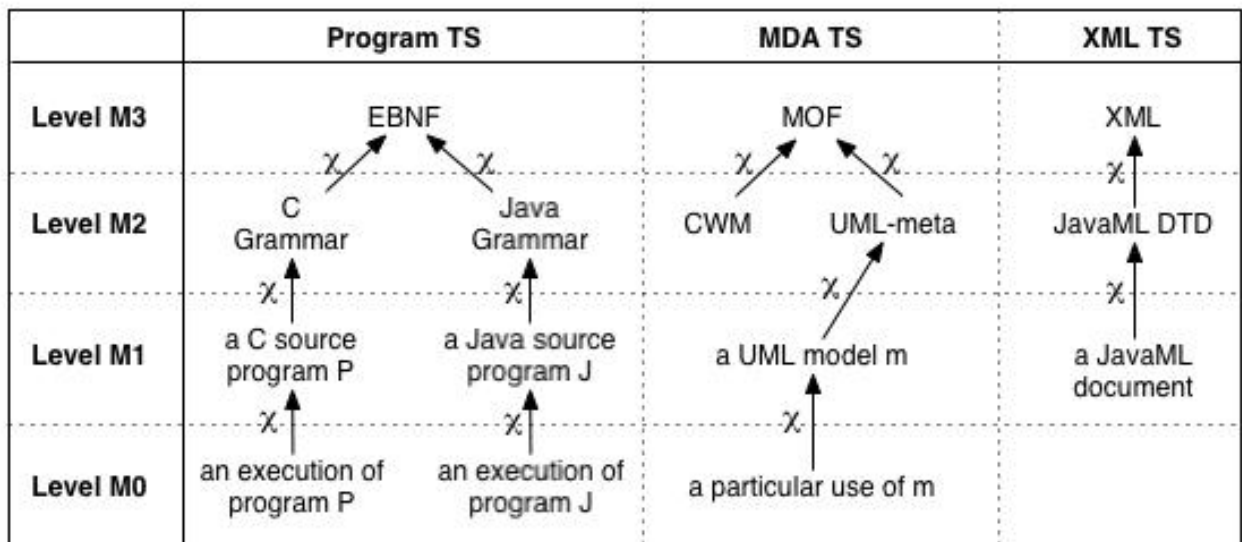 Program TS MDA TS XML TS
Level M3 EBNF MOF XML
χ χ χ χ χ
Level M2 C Grammar Java Grammar CWM UML-meta JavaML DTD
χ χ χ χ
Level M1 a C source program P a Java source program J a UML model m a JavaML document
χ χ χ
Level M0 an execution of program P an execution of program J a particular use of m